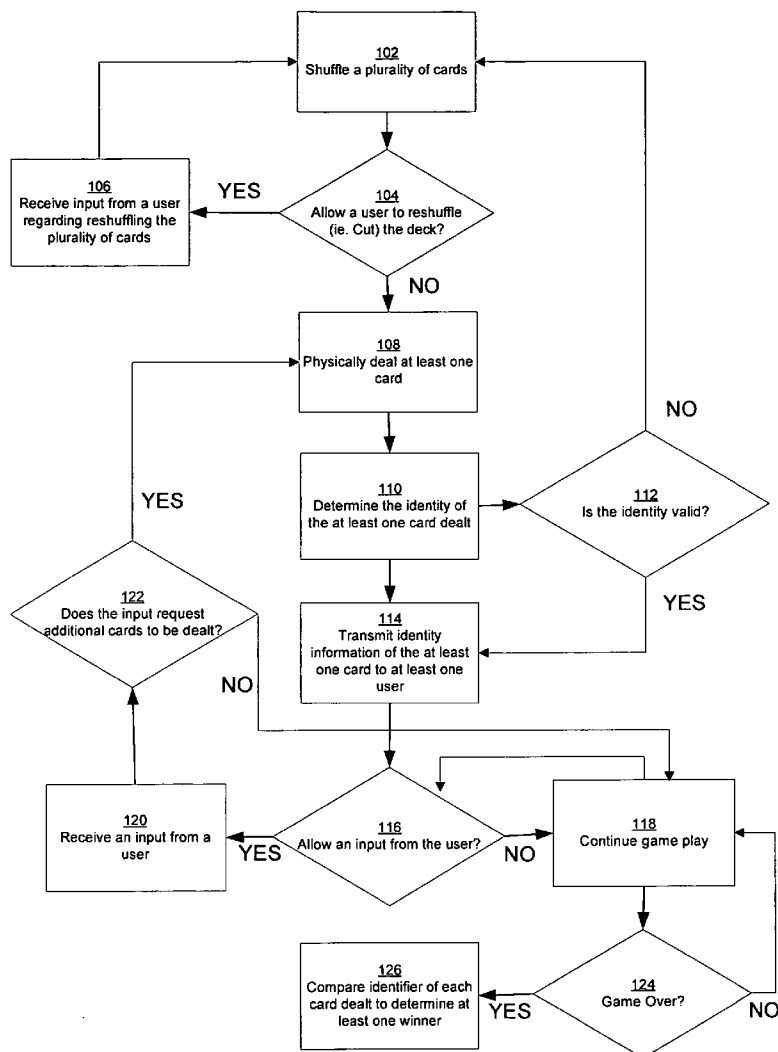 102
Shuffle a plurality of cards
106
Receive input from a user
regarding reshuffling the
plurality of cards
YES
104
Allow a user to reshuffle
(ie. Cut) the deck?
NO
108
Physically deal at least one
card
NO
YES
110
Determine the identity of
the at least one card dealt
112
Is the identity valid?
122
Does the input request
additional cards to be dealt?
YES
114
Transmit identity
information of the at least
one card to at least one
user
NO
120
Receive an input from a
user
YES
116
Allow an input from the user?
NO
118
Continue game play
126
Compare identifier of each
card dealt to determine at
least one winner
YES
124
Game Over?
NO